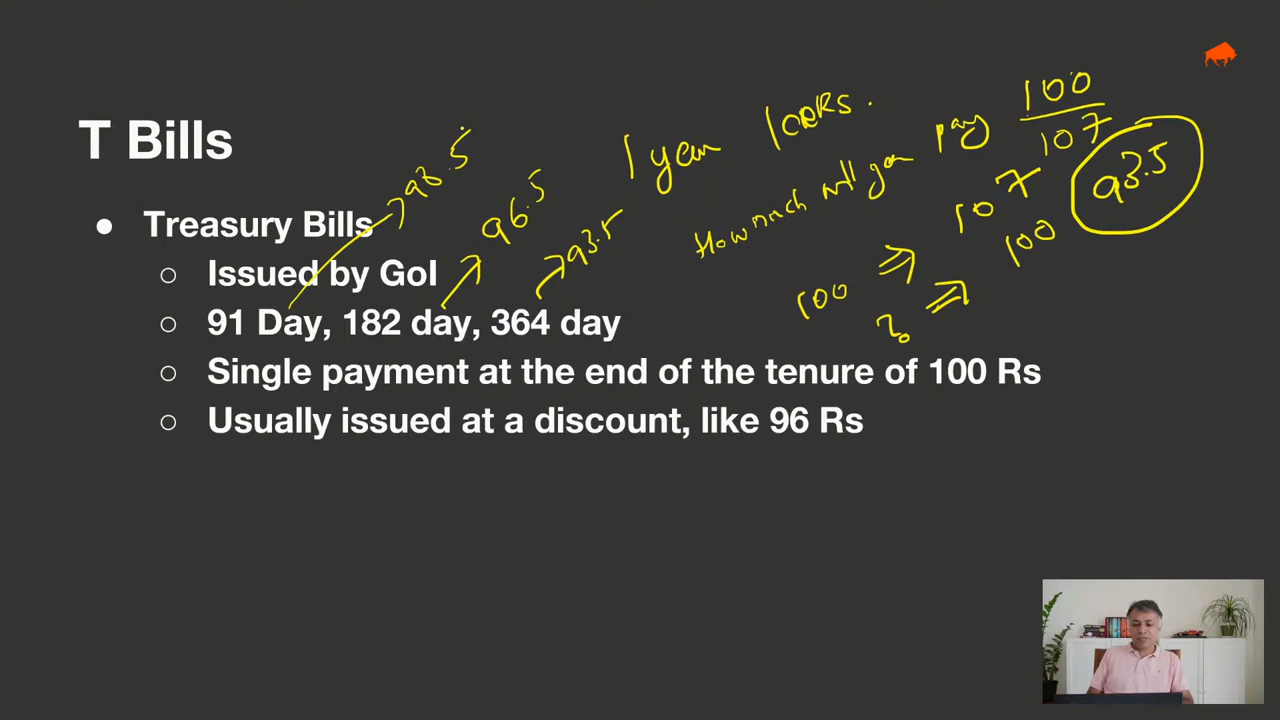 T Bills
98.5
96.5
93.5
1 year 100Rs.
How much will you pay
100
107
93.5
100 ⇒ 107
? ⇒ 100
● Treasury Bills
○ Issued by GoI
○ 91 Day, 182 day, 364 day
○ Single payment at the end of the tenure of 100 Rs
○ Usually issued at a discount, like 96 Rs